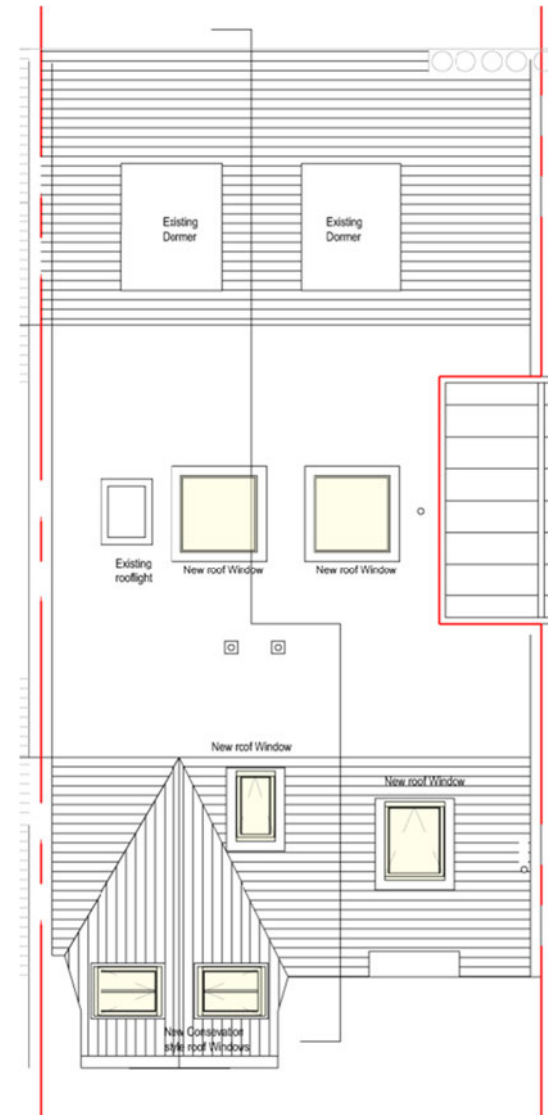 Existing
Dormer
Existing
Dormer
Existing
rooflight
New roof Window
New roof Window
New roof Window
New roof Window
New Consevation
style roof Windows